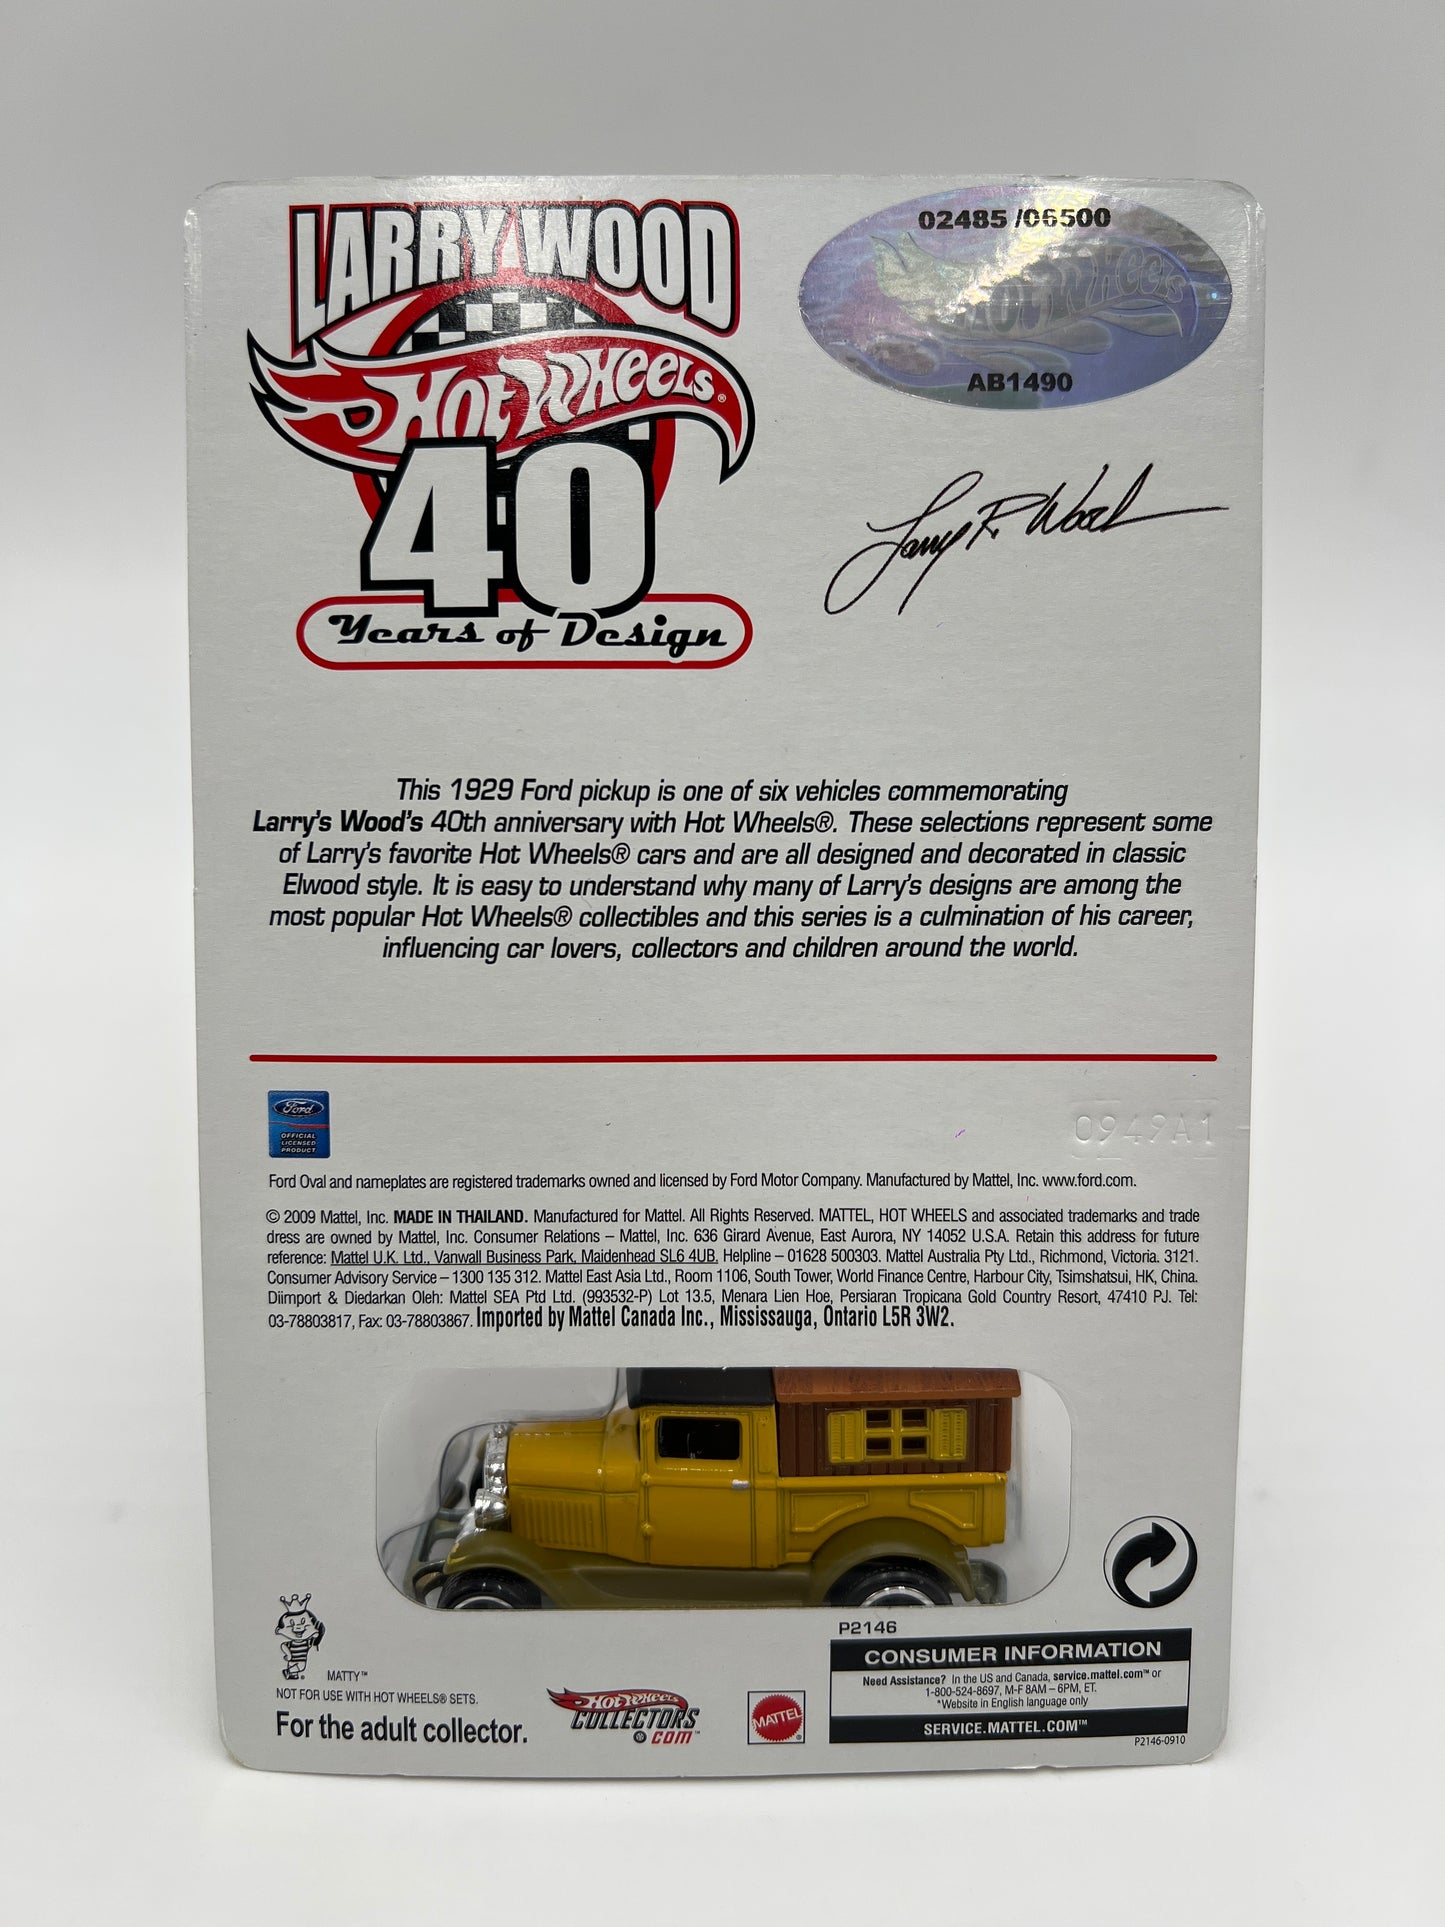 LARRY WOOD
HOT WHEELS®
40
Years of Design
02485 /06500
HOT WHEELS
AB1490
Larry R. Wood
This 1929 Ford pickup is one of six vehicles commemorating
Larry's Wood's 40th anniversary with Hot Wheels®. These selections represent some
of Larry's favorite Hot Wheels® cars and are all designed and decorated in classic
Elwood style. It is easy to understand why many of Larry's designs are among the
most popular Hot Wheels® collectibles and this series is a culmination of his career,
influencing car lovers, collectors and children around the world.
Ford
OFFICIAL
LICENSED
PRODUCT
0949A1
Ford Oval and nameplates are registered trademarks owned and licensed by Ford Motor Company. Manufactured by Mattel, Inc. www.ford.com.
© 2009 Mattel, Inc. MADE IN THAILAND. Manufactured for Mattel. All Rights Reserved. MATTEL, HOT WHEELS and associated trademarks and trade
dress are owned by Mattel, Inc. Consumer Relations – Mattel, Inc. 636 Girard Avenue, East Aurora, NY 14052 U.S.A. Retain this address for future
reference: Mattel U.K. Ltd., Vanwall Business Park, Maidenhead SL6 4UB. Helpline – 01628 500303. Mattel Australia Pty Ltd., Richmond, Victoria. 3121.
Consumer Advisory Service – 1300 135 312. Mattel East Asia Ltd., Room 1106, South Tower, World Finance Centre, Harbour City, Tsimshatsui, HK, China.
Diimport & Diedarkan Oleh: Mattel SEA Ptd Ltd. (993532-P) Lot 13.5, Menara Lien Hoe, Persiaran Tropicana Gold Country Resort, 47410 PJ. Tel:
03-78803817, Fax: 03-78803867. Imported by Mattel Canada Inc., Mississauga, Ontario L5R 3W2.
MATTY™
NOT FOR USE WITH HOT WHEELS® SETS.
For the adult collector.
HOT WHEELS
COLLECTORS
.COM™
MATTEL
P2146
CONSUMER INFORMATION
Need Assistance? In the US and Canada, service.mattel.com™ or
1-800-524-8697, M-F 8AM – 6PM, ET.
*Website in English language only
SERVICE.MATTEL.COM™
P2146-0910